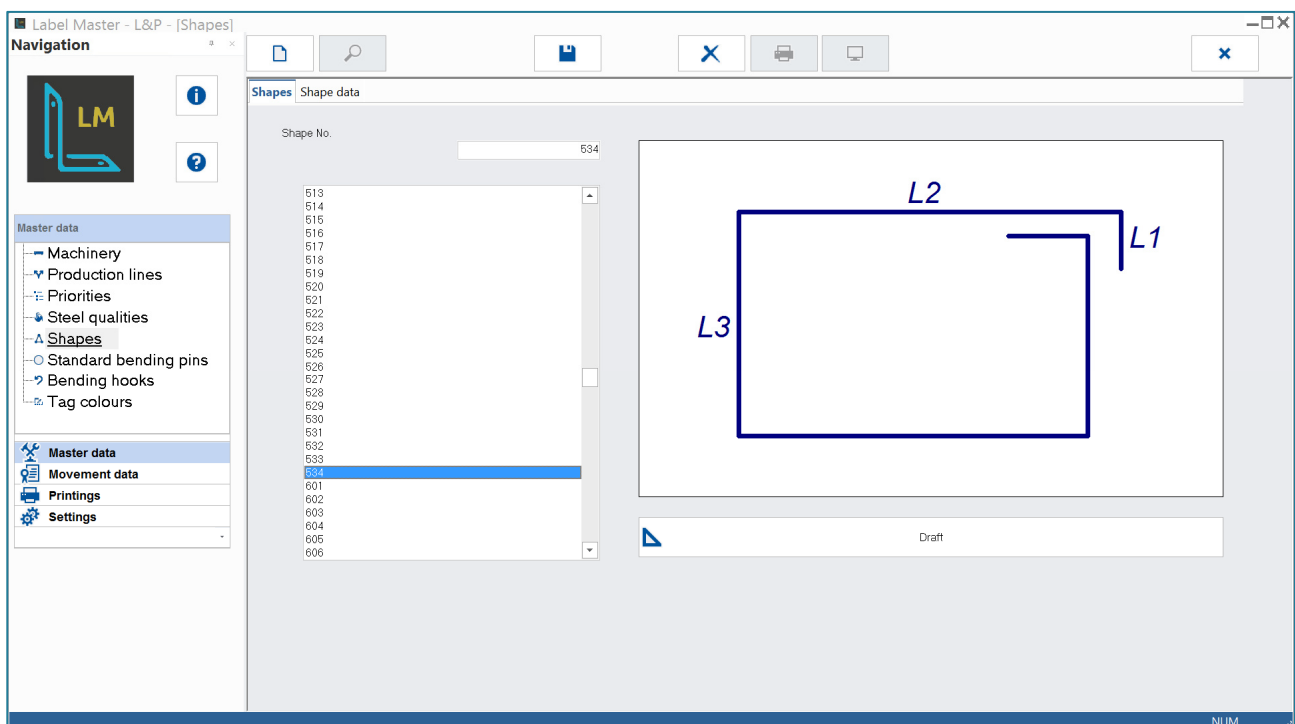 Label Master - L&P - [Shapes]
Navigation
LM
Master data
Machinery
Production lines
Priorities
Steel qualities
Shapes
Standard bending pins
Bending hooks
Tag colours
Master data
Movement data
Printings
Settings
Shapes Shape data
Shape No.
534
513
514
515
516
517
518
519
520
521
522
523
524
525
526
527
528
529
530
531
532
533
534
601
602
603
604
605
606
L2
L1
L3
Draft
NUM